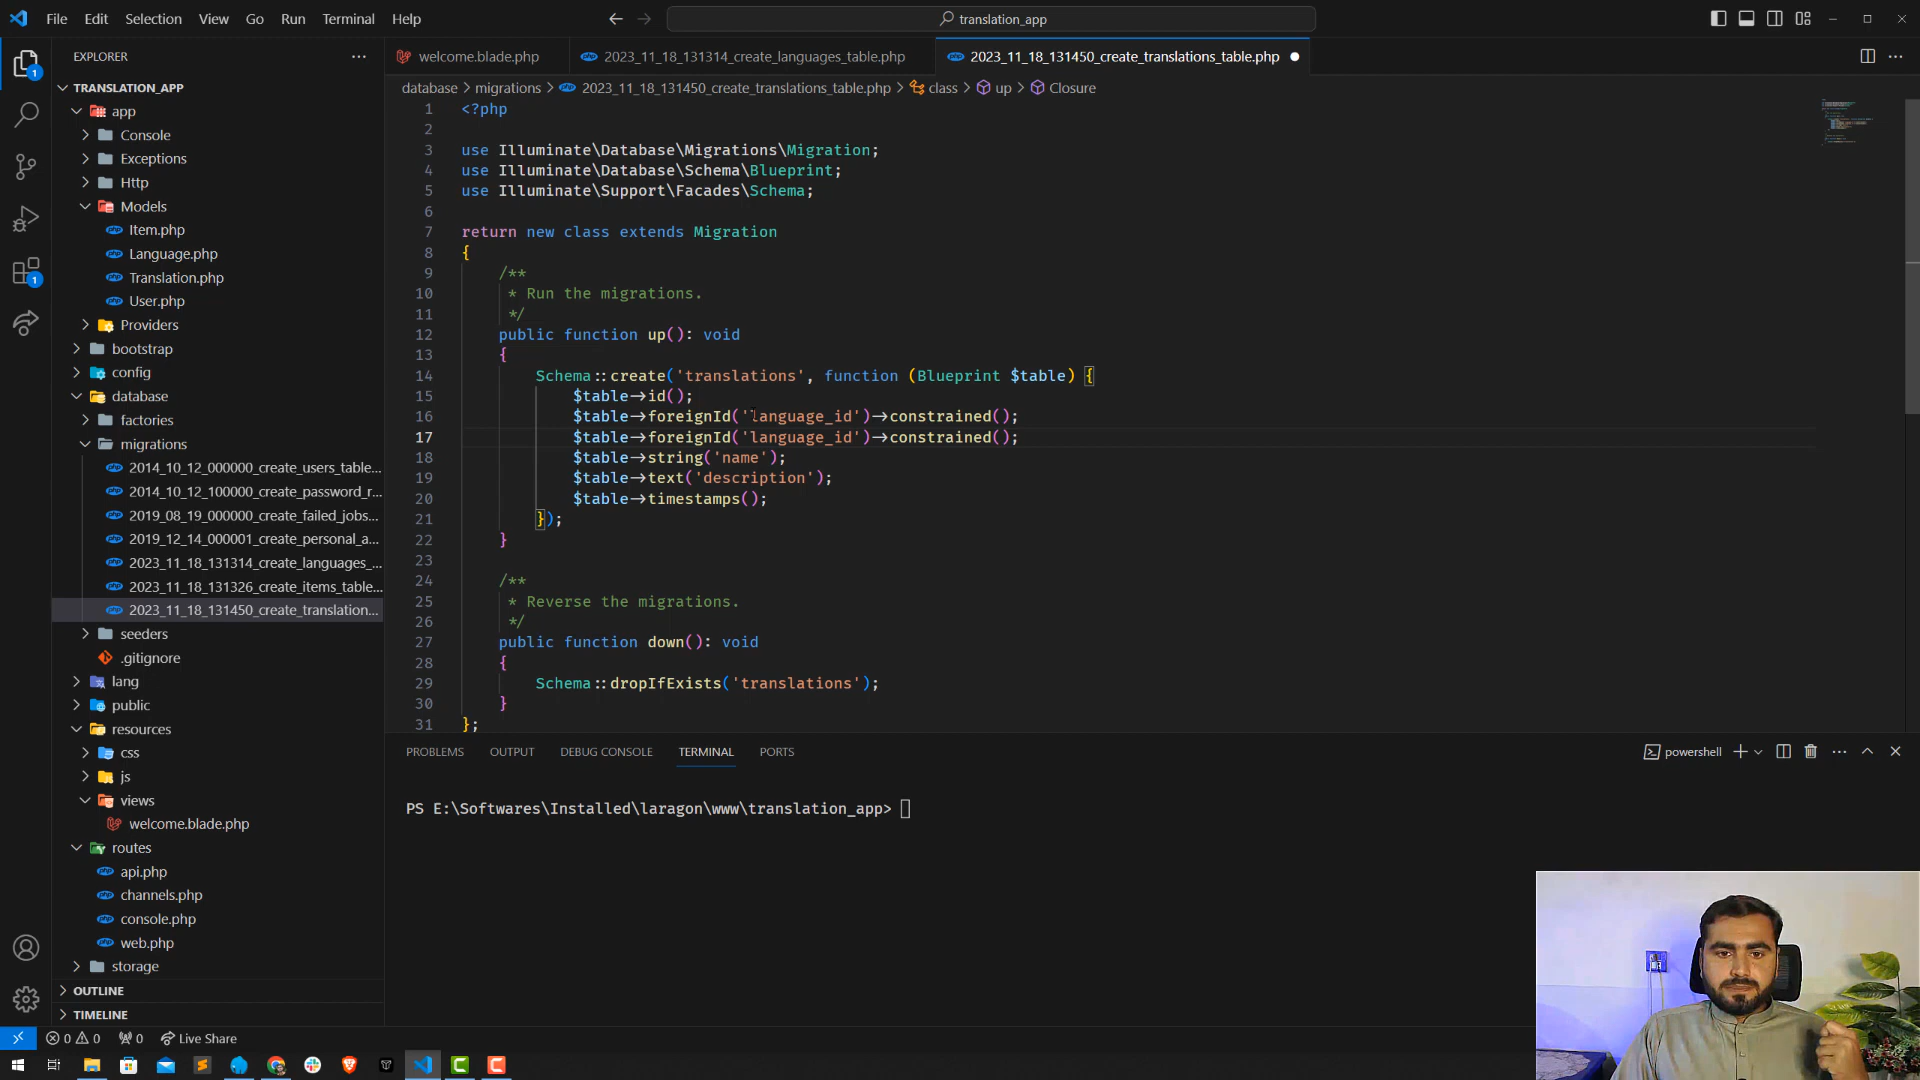 File Edit Selection View Go Run Terminal Help
translation_app
EXPLORER
TRANSLATION_APP
app
Console
Exceptions
Http
Models
Item.php
Language.php
Translation.php
User.php
Providers
bootstrap
config
database
factories
migrations
2014_10_12_000000_create_users_table...
2014_10_12_100000_create_password_r...
2019_08_19_000000_create_failed_jobs...
2019_12_14_000001_create_personal_a...
2023_11_18_131314_create_languages_...
2023_11_18_131326_create_items_table...
2023_11_18_131450_create_translation...
seeders
.gitignore
lang
public
resources
css
js
views
welcome.blade.php
routes
api.php
channels.php
console.php
web.php
storage
OUTLINE
TIMELINE
welcome.blade.php 2023_11_18_131314_create_languages_table.php 2023_11_18_131450_create_translations_table.php
database > migrations > 2023_11_18_131450_create_translations_table.php > class > up > Closure
1 <?php
2
3 use Illuminate\Database\Migrations\Migration;
4 use Illuminate\Database\Schema\Blueprint;
5 use Illuminate\Support\Facades\Schema;
6
7 return new class extends Migration
8 {
9 /**
10 * Run the migrations.
11 */
12 public function up(): void
13 {
14 Schema::create('translations', function (Blueprint $table) {
15 $table->id();
16 $table->foreignId('language_id')->constrained();
17 $table->foreignId('language_id')->constrained();
18 $table->string('name');
19 $table->text('description');
20 $table->timestamps();
21 });
22 }
23
24 /**
25 * Reverse the migrations.
26 */
27 public function down(): void
28 {
29 Schema::dropIfExists('translations');
30 }
31 };
PROBLEMS OUTPUT DEBUG CONSOLE TERMINAL PORTS
powershell
PS E:\Softwares\Installed\laragon\www\translation_app>
0 0 0 Live Share